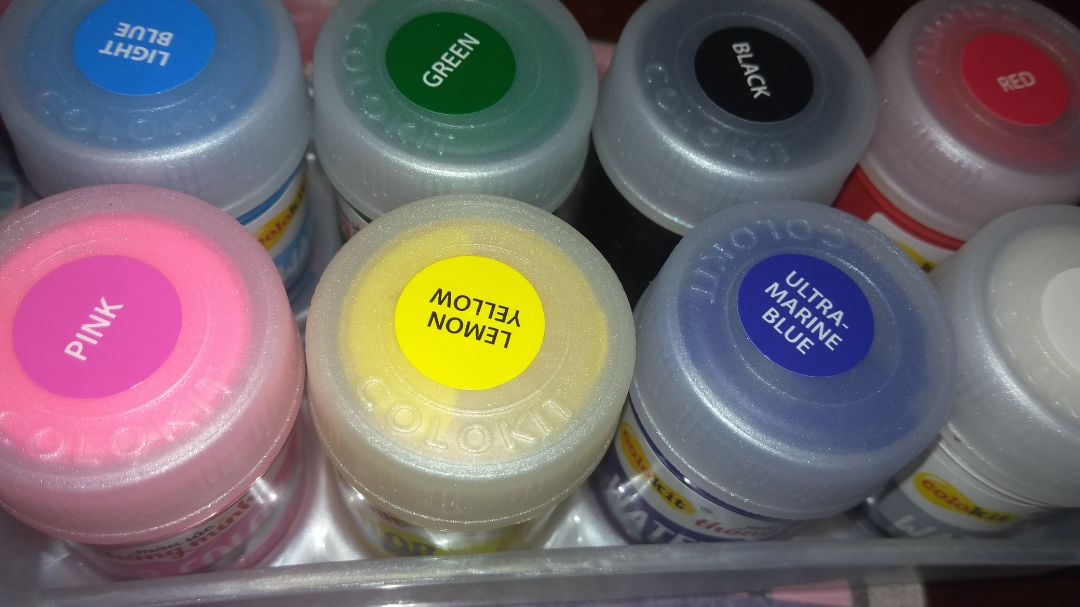 LIGHT
BLUE
GREEN
BLACK
RED
COLOKIT
COLOKIT
COLOKIT
colokit
PINK
LEMON
YELLOW
ULTRA-
MARINE
BLUE
COLOKIT
COLOKIT
COLOKIT
colokit
colokit